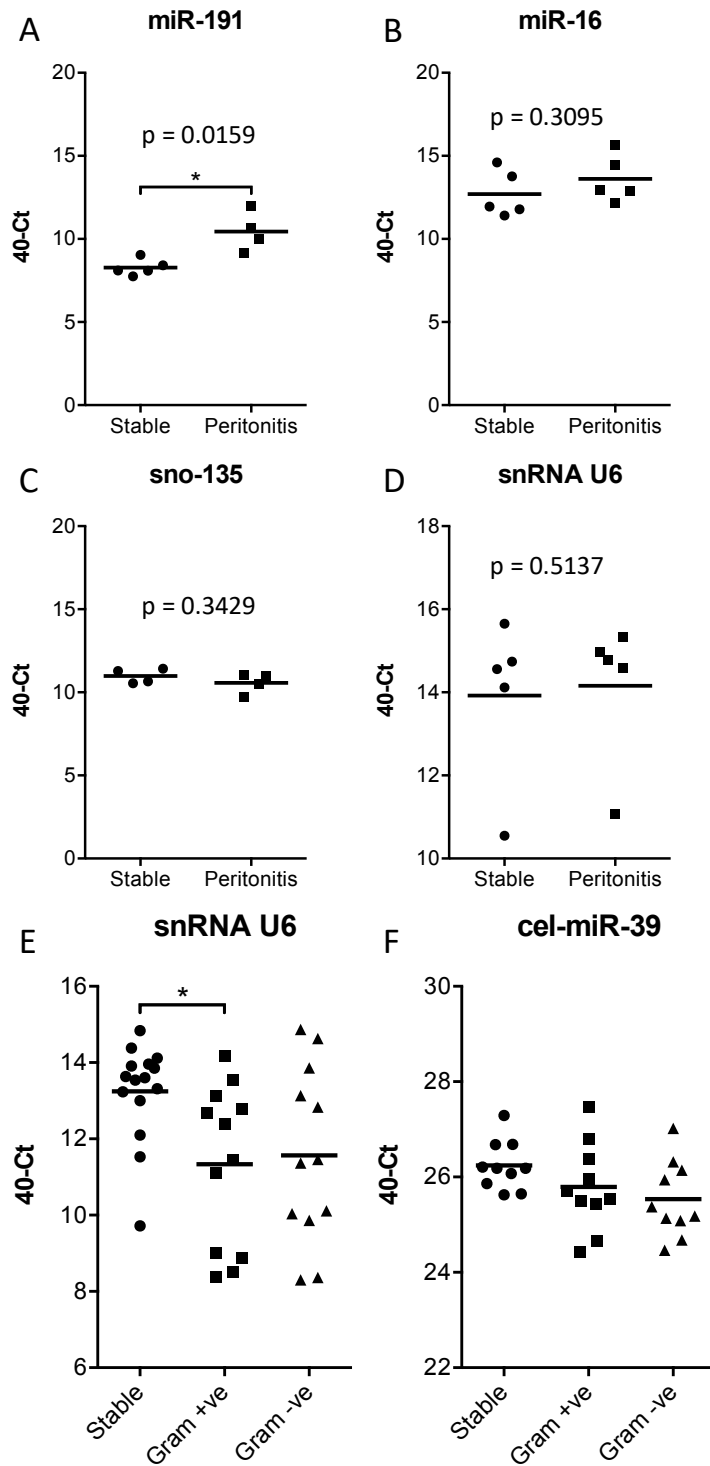 A
miR-191
20
15
10
5
0
40-Ct
p = 0.0159
*
Stable
Peritonitis
B
miR-16
20
15
10
5
0
40-Ct
p = 0.3095
Stable
Peritonitis
C
sno-135
20
15
10
5
0
40-Ct
p = 0.3429
Stable
Peritonitis
D
snRNA U6
18
16
14
12
10
40-Ct
p = 0.5137
Stable
Peritonitis
E
snRNA U6
16
14
12
10
8
6
40-Ct
*
Stable
Gram +ve
Gram -ve
F
cel-miR-39
30
28
26
24
22
40-Ct
Stable
Gram +ve
Gram -ve